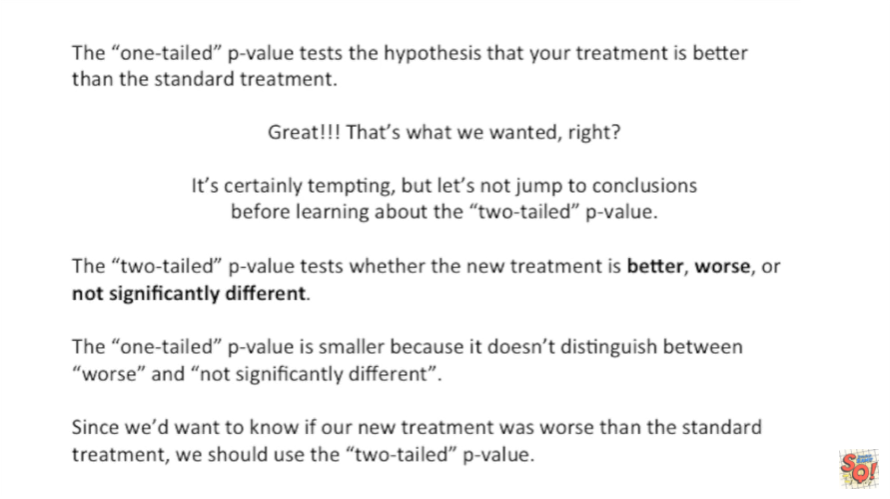 The “one-tailed” p-value tests the hypothesis that your treatment is better
than the standard treatment.
Great!!! That’s what we wanted, right?
It’s certainly tempting, but let’s not jump to conclusions
before learning about the “two-tailed” p-value.
The “two-tailed” p-value tests whether the new treatment is better, worse, or
not significantly different.
The “one-tailed” p-value is smaller because it doesn’t distinguish between
“worse” and “not significantly different”.
Since we’d want to know if our new treatment was worse than the standard
treatment, we should use the “two-tailed” p-value.
SQ!